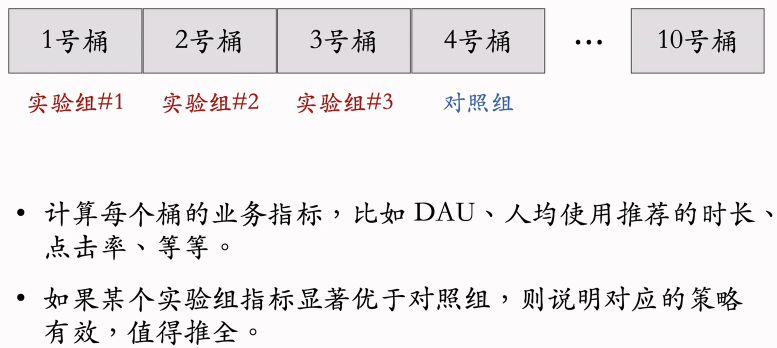 1号桶 2号桶 3号桶 4号桶 … 10号桶
实验组#1 实验组#2 实验组#3 对照组
• 计算每个桶的业务指标，比如 DAU、人均使用推荐的时长、
点击率、等等。
• 如果某个实验组指标显著优于对照组，则说明对应的策略
有效，值得推全。